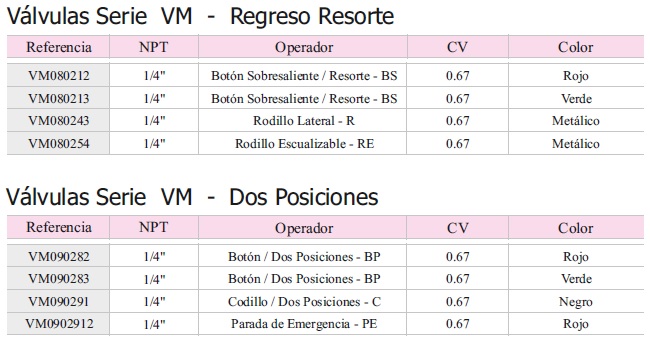 Válvulas Serie VM - Regreso Resorte
Referencia NPT Operador CV Color
VM080212 1/4" Botón Sobresaliente / Resorte - BS 0.67 Rojo
VM080213 1/4" Botón Sobresaliente / Resorte - BS 0.67 Verde
VM080243 1/4" Rodillo Lateral - R 0.67 Metálico
VM080254 1/4" Rodillo Escualizable - RE 0.67 Metálico
Válvulas Serie VM - Dos Posiciones
Referencia NPT Operador CV Color
VM090282 1/4" Botón / Dos Posiciones - BP 0.67 Rojo
VM090283 1/4" Botón / Dos Posiciones - BP 0.67 Verde
VM090291 1/4" Codillo / Dos Posiciones - C 0.67 Negro
VM0902912 1/4" Parada de Emergencia - PE 0.67 Rojo